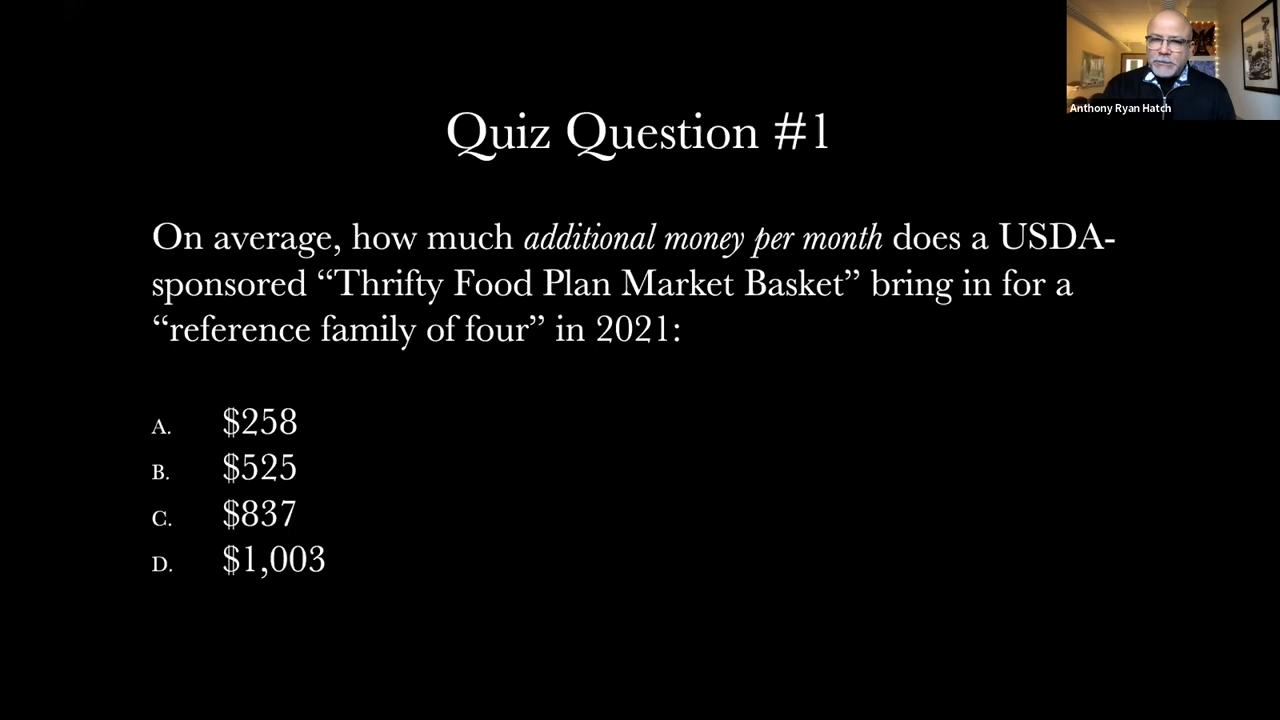 Anthony Ryan Hatch
Quiz Question #1
On average, how much additional money per month does a USDA-
sponsored “Thrifty Food Plan Market Basket” bring in for a
“reference family of four” in 2021:
A. $258
B. $525
C. $837
D. $1,003